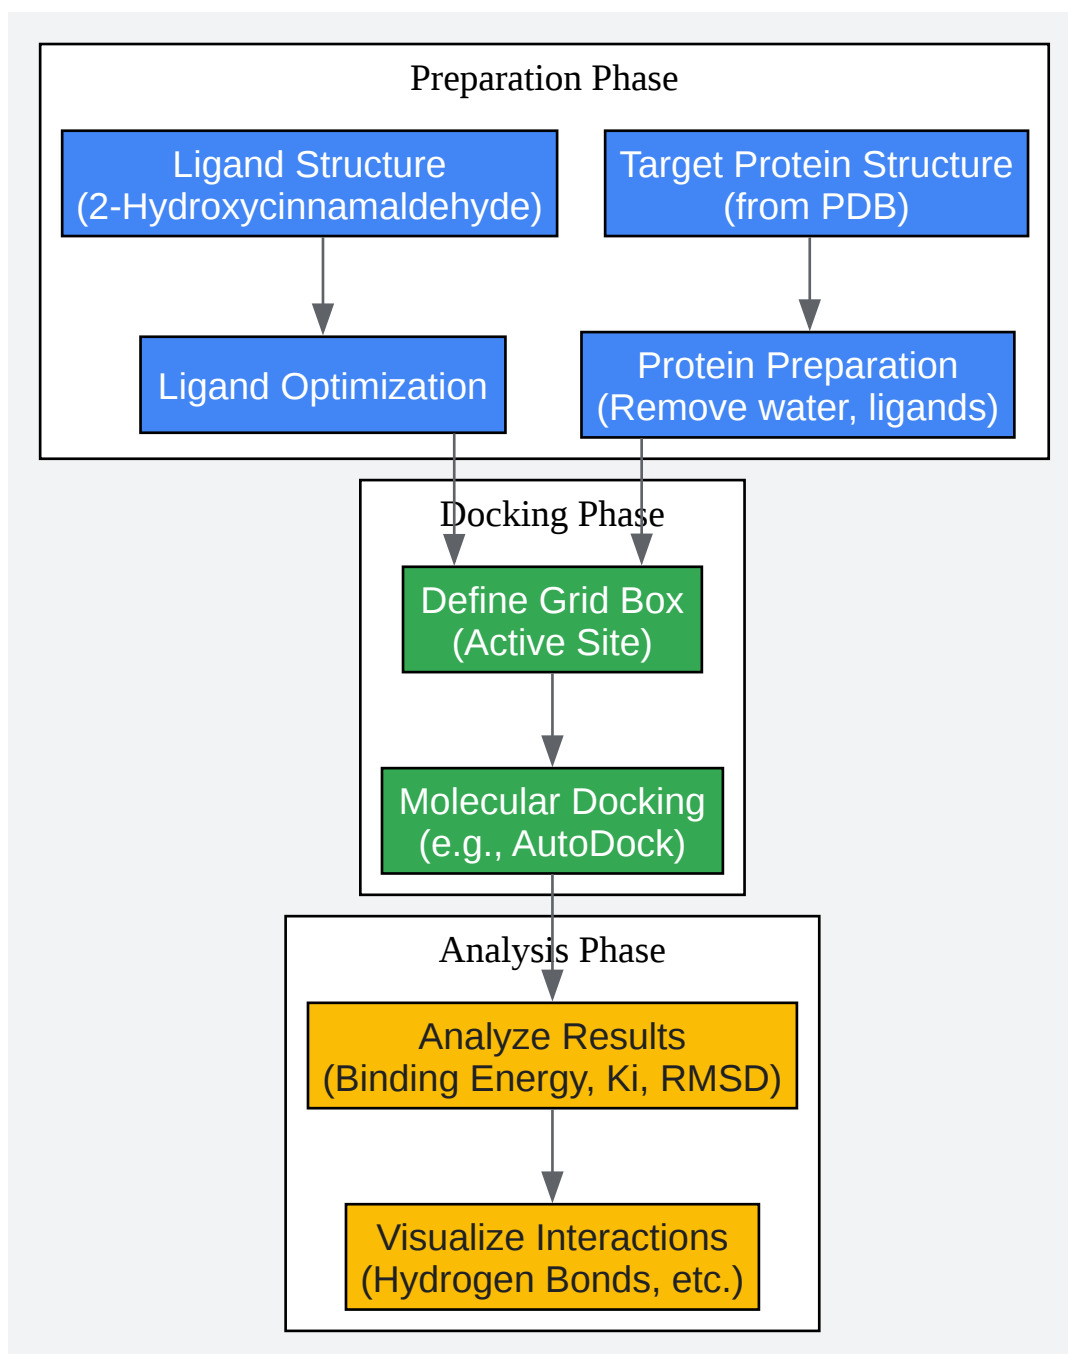 Preparation Phase
Ligand Structure
(2-Hydroxycinnamaldehyde)
Target Protein Structure
(from PDB)
Ligand Optimization
Protein Preparation
(Remove water, ligands)
Docking Phase
Define Grid Box
(Active Site)
Molecular Docking
(e.g., AutoDock)
Analysis Phase
Analyze Results
(Binding Energy, Ki, RMSD)
Visualize Interactions
(Hydrogen Bonds, etc.)